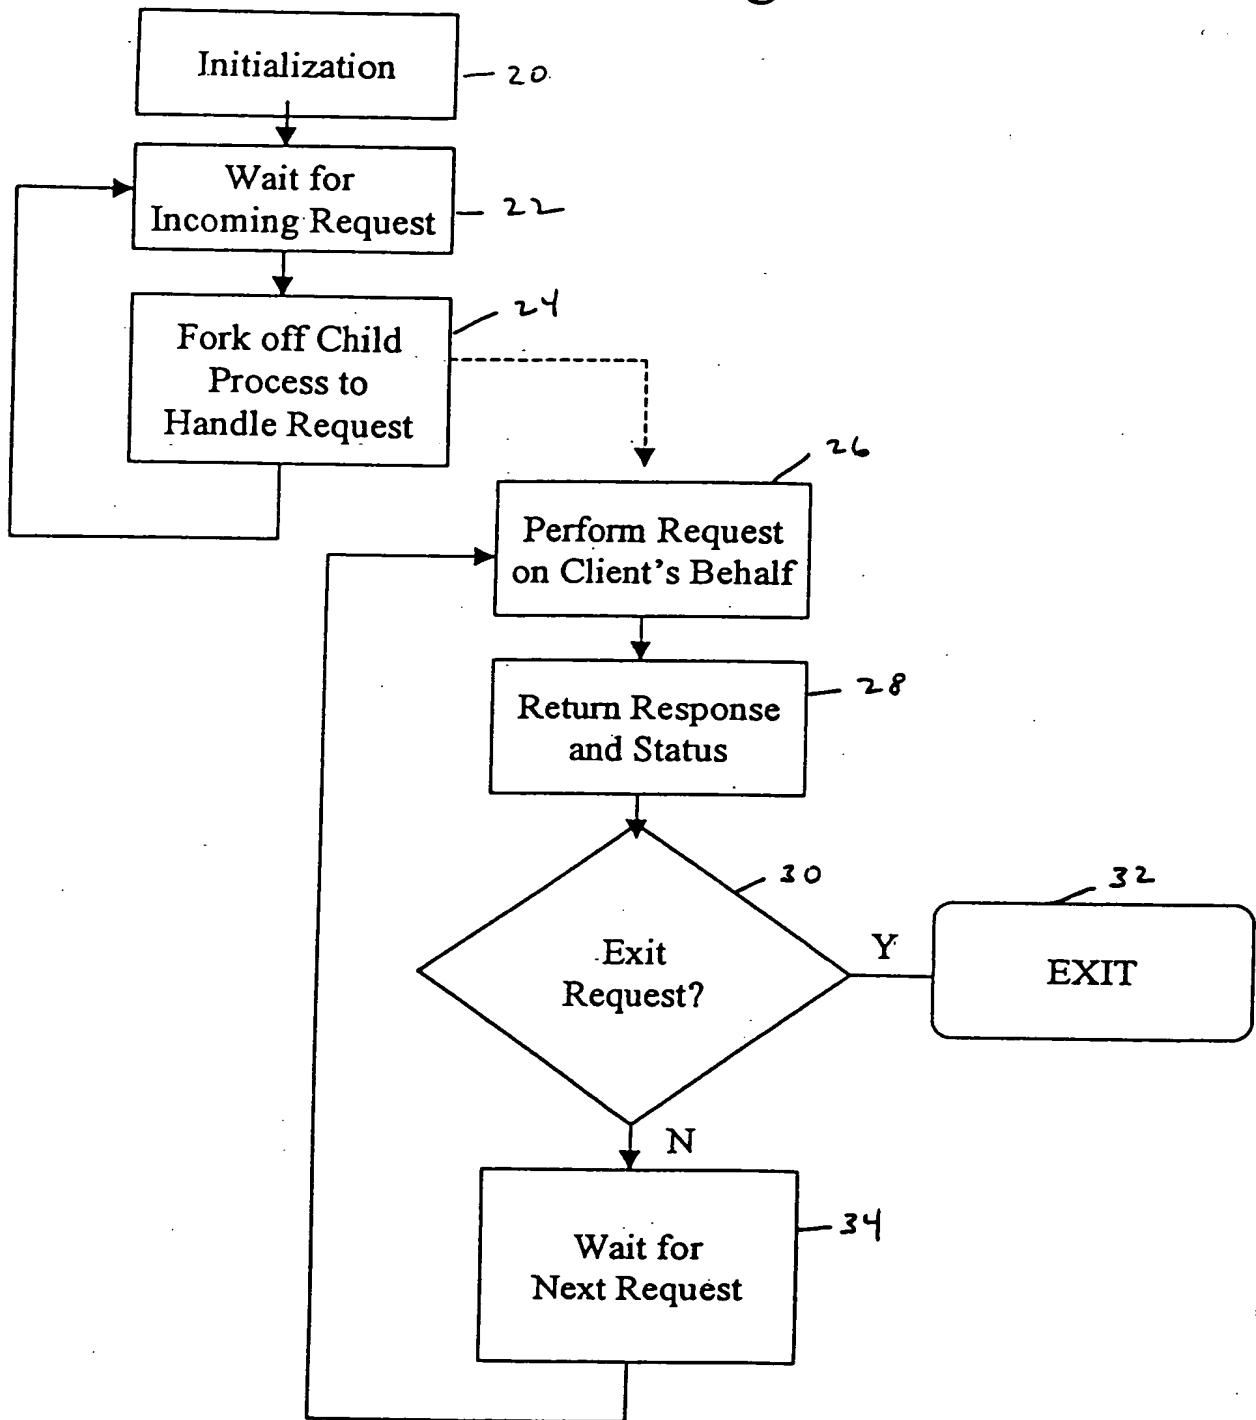 Initialization
20
Wait for
Incoming Request
22
24
Fork off Child
Process to
Handle Request
26
Perform Request
on Client's Behalf
28
Return Response
and Status
30
32
Exit
Request?
Y
EXIT
N
34
Wait for
Next Request